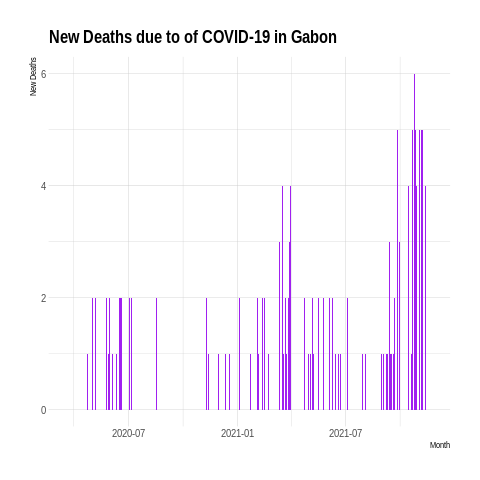 New Deaths due to of COVID-19 in Gabon
New Deaths
6
4
2
0
2020-07
2021-01
2021-07
Month